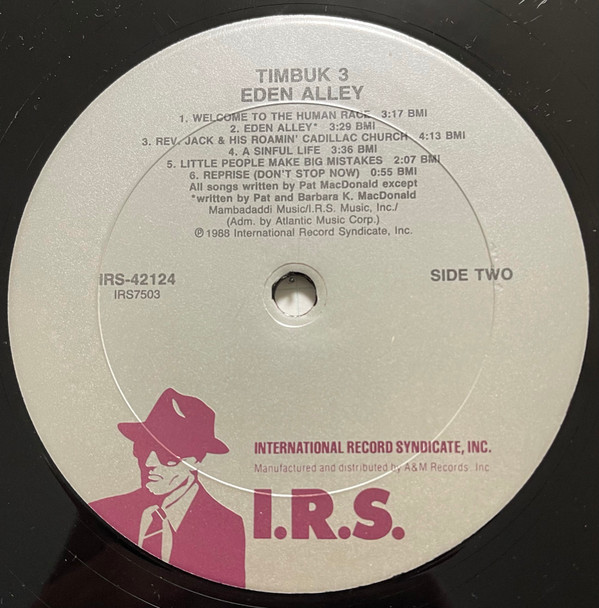 TIMBUK 3
EDEN ALLEY
1. WELCOME TO THE HUMAN RACE 3:17 BMI
2. EDEN ALLEY* 3:29 BMI
3. REV. JACK & HIS ROAMIN' CADILLAC CHURCH 4:13 BMI
4. A SINFUL LIFE 3:36 BMI
5. LITTLE PEOPLE MAKE BIG MISTAKES 2:07 BMI
6. REPRISE (DON'T STOP NOW) 0:55 BMI
All songs written by Pat MacDonald except
*written by Pat and Barbara K. MacDonald
Mambadaddi Music/I.R.S. Music, Inc./
(Adm. by Atlantic Music Corp.)
℗ 1988 International Record Syndicate, Inc.
IRS-42124
IRS7503
SIDE TWO
INTERNATIONAL RECORD SYNDICATE, INC.
Manufactured and distributed by A&M Records, Inc
I.R.S.